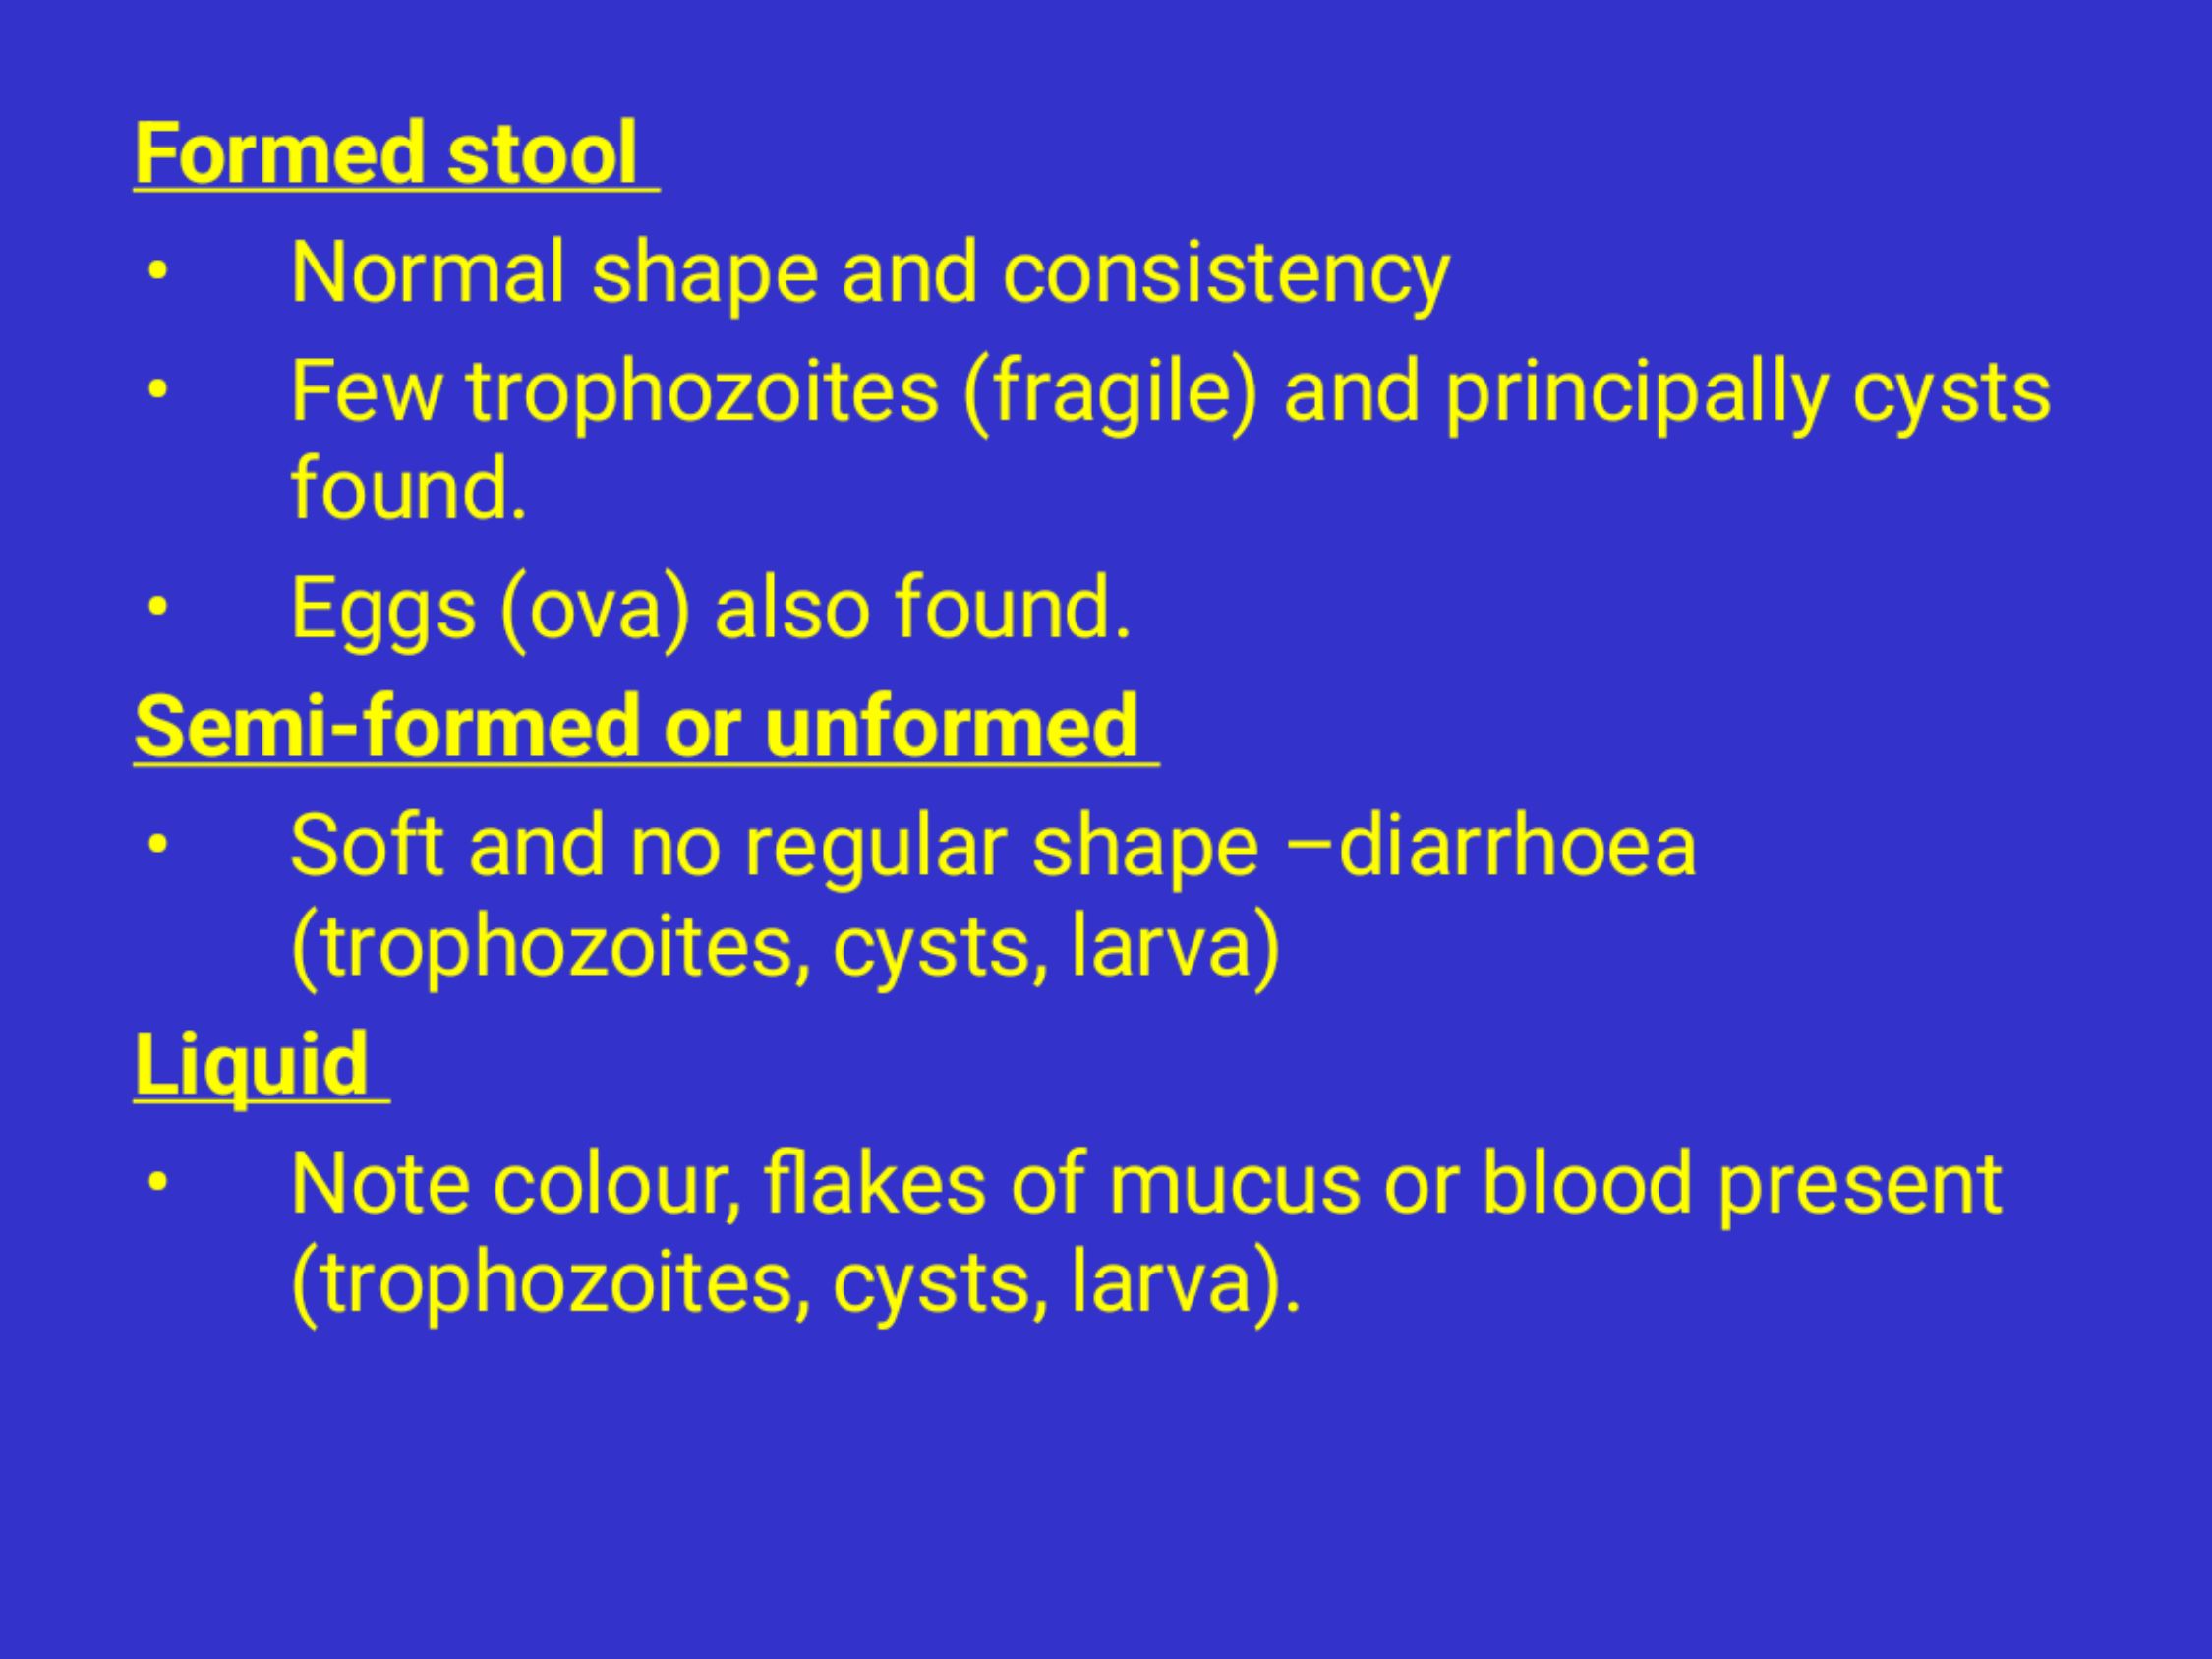 Formed stool
• Normal shape and consistency
• Few trophozoites (fragile) and principally cysts
found.
• Eggs (ova) also found.
Semi-formed or unformed
• Soft and no regular shape –diarrhoea
(trophozoites, cysts, larva)
Liquid
• Note colour, flakes of mucus or blood present
(trophozoites, cysts, larva).